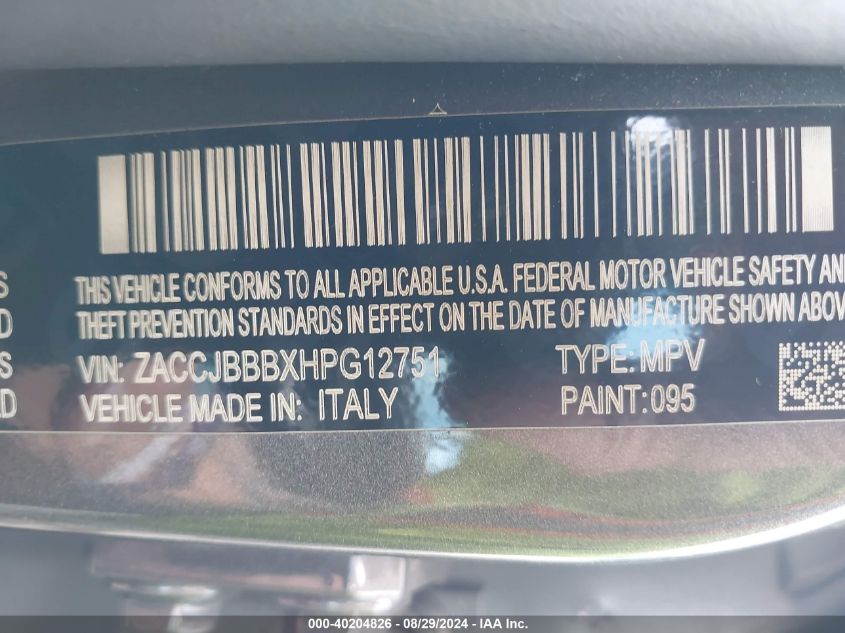 THIS VEHICLE CONFORMS TO ALL APPLICABLE U.S.A. FEDERAL MOTOR VEHICLE SAFETY AN
THEFT PREVENTION STANDARDS IN EFFECT ON THE DATE OF MANUFACTURE SHOWN ABOV
VIN: ZACCJBBBXHPG12751 TYPE: MPV
VEHICLE MADE IN: ITALY PAINT: 095
S
D
S
D
000-40204826 - 08/29/2024 - IAA Inc.